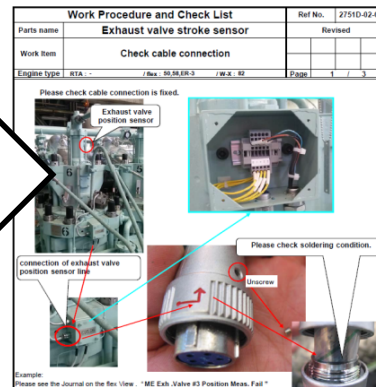 Work Procedure and Check List
Ref No.
2751D-02-
Parts name
Exhaust valve stroke sensor
Revised
Work Item
Check cable connection
Engine type
RTA : -
/ flex : 50,58,ER-3
/ W-X : 82
Page
1 / 3
Please check cable connection is fixed.
Exhaust valve
position sensor
6
6
connection of exhaust valve
position sensor line
Unscrew
Please check soldering condition.
Example:
Please see the Journal on the flex View . "ME Exh .Valve #3 Position Meas. Fail "